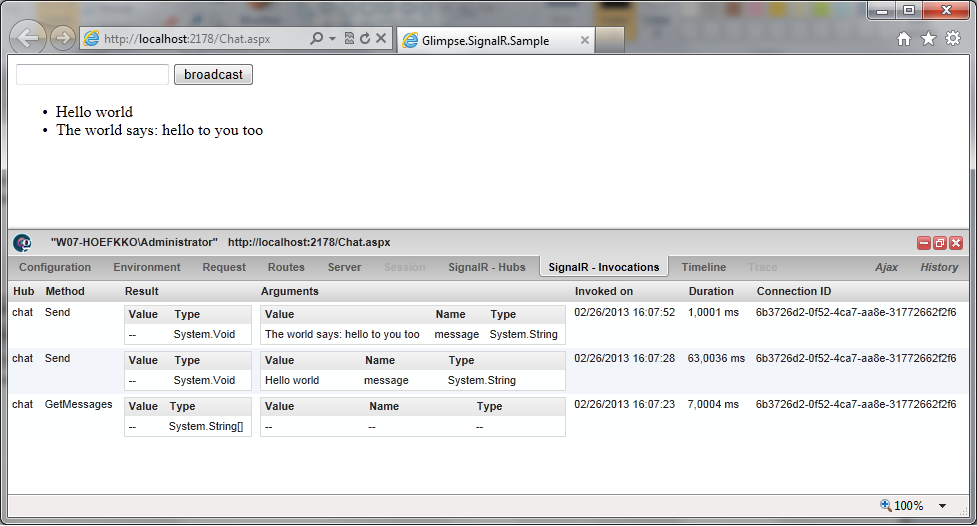 http://localhost:2178/Chat.aspx
Glimpse.SignalR.Sample
broadcast
• Hello world
• The world says: hello to you too
"W07-HOEFKKO\Administrator" http://localhost:2178/Chat.aspx
Configuration Environment Request Routes Server Session SignalR - Hubs SignalR - Invocations Timeline Trace Ajax History
Hub Method Result Arguments Invoked on Duration Connection ID
Value Type Value Name Type
chat Send -- System.Void The world says: hello to you too message System.String 02/26/2013 16:07:52 1,0001 ms 6b3726d2-0f52-4ca7-aa8e-31772662f2f6
Value Type Value Name Type
chat Send -- System.Void Hello world message System.String 02/26/2013 16:07:28 63,0036 ms 6b3726d2-0f52-4ca7-aa8e-31772662f2f6
Value Type Value Name Type
chat GetMessages -- System.String[] -- -- -- 02/26/2013 16:07:23 7,0004 ms 6b3726d2-0f52-4ca7-aa8e-31772662f2f6
100%